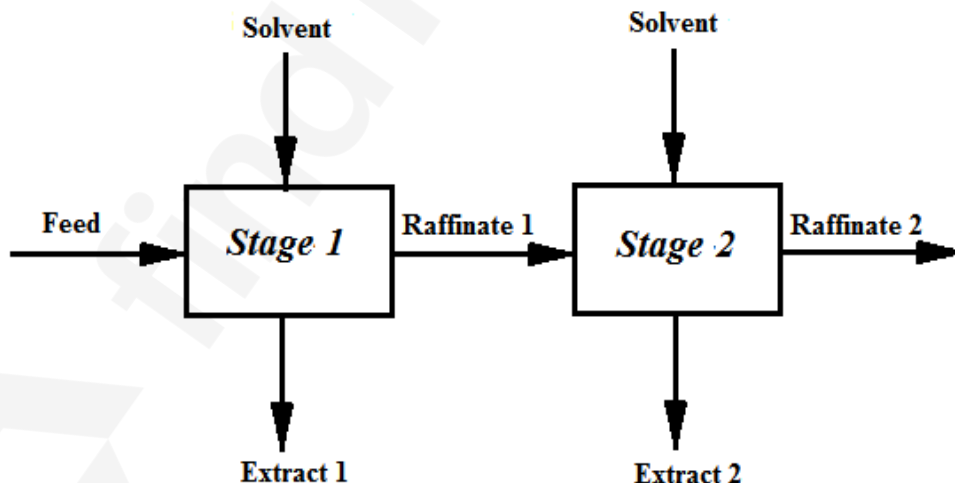 Solvent
Solvent
Feed
Stage 1
Raffinate 1
Stage 2
Raffinate 2
Extract 1
Extract 2